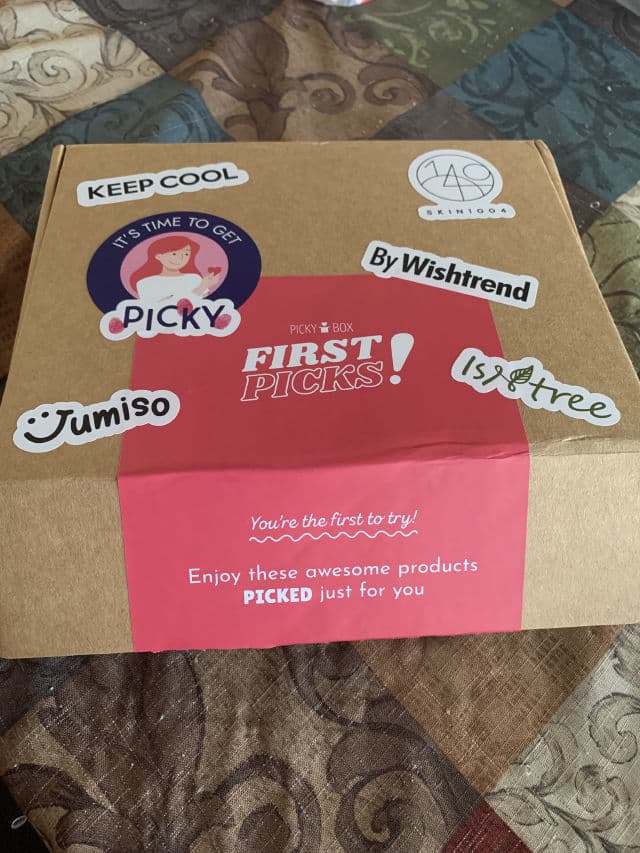 KEEP COOL
1004
SKIN1004
IT'S TIME TO GET
PICKY
By Wishtrend
PICKY BOX
FIRST
PICKS!
Isntree
Jumiso
You're the first to try!
Enjoy these awesome products
PICKED just for you